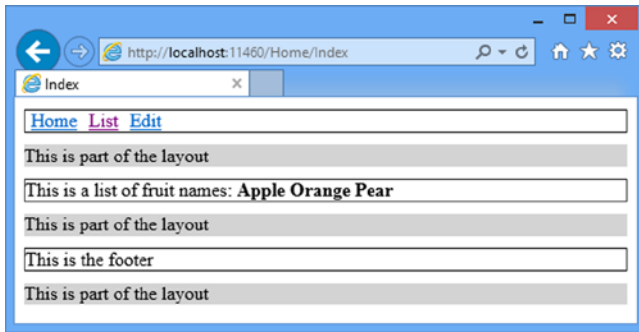 http://localhost:11460/Home/Index
Index
Home List Edit
This is part of the layout
This is a list of fruit names: Apple Orange Pear
This is part of the layout
This is the footer
This is part of the layout